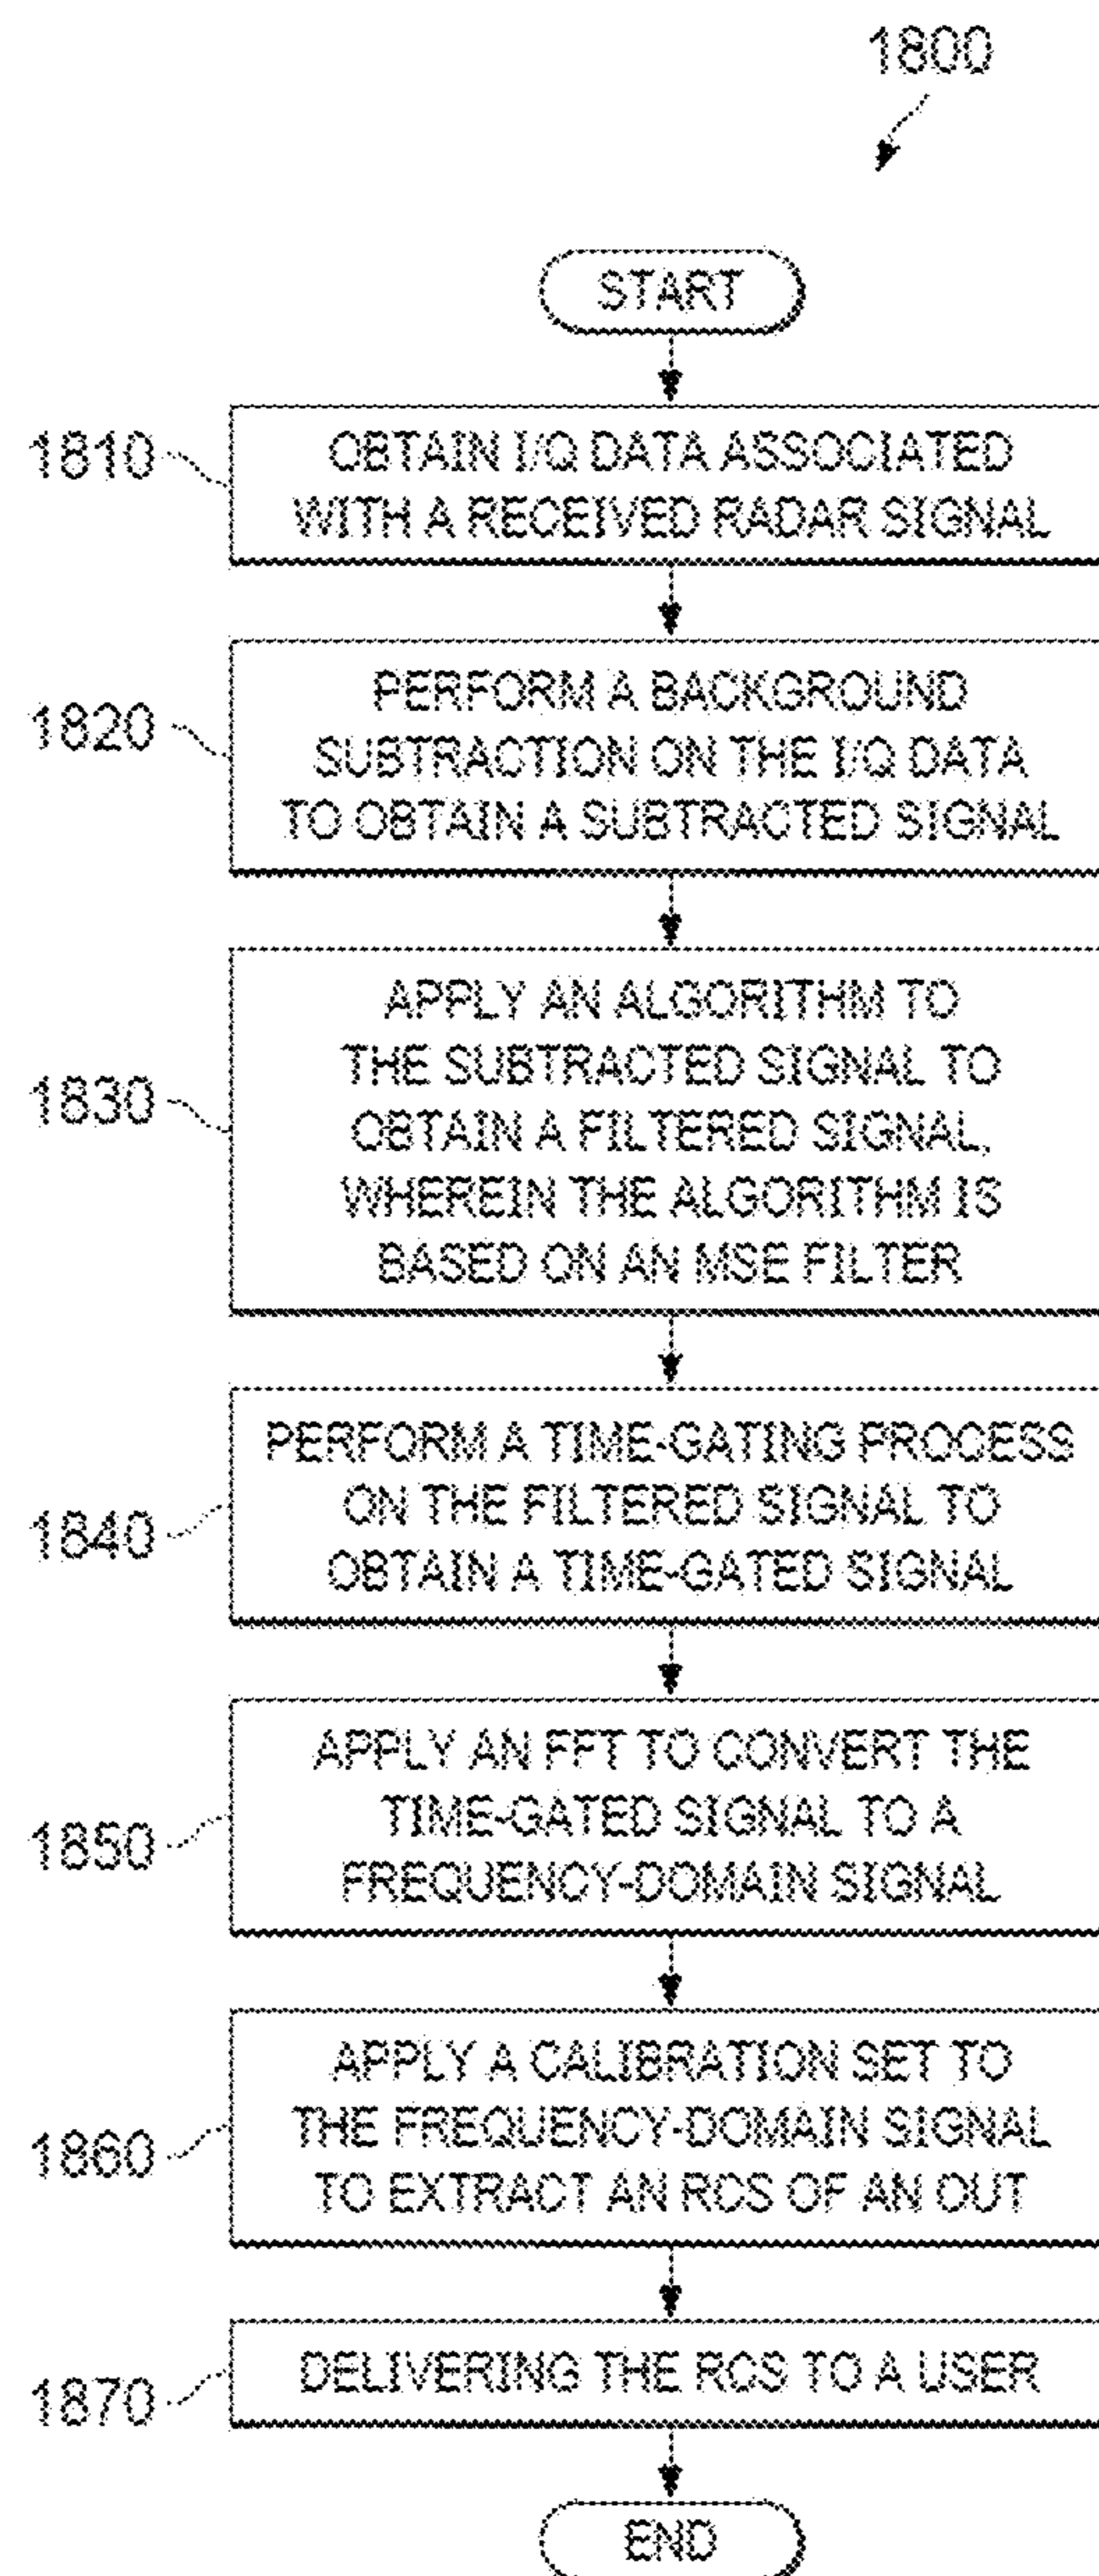 1800
START
1810
OBTAIN I/Q DATA ASSOCIATED
WITH A RECEIVED RADAR SIGNAL
1820
PERFORM A BACKGROUND
SUBTRACTION ON THE I/Q DATA
TO OBTAIN A SUBTRACTED SIGNAL
1830
APPLY AN ALGORITHM TO
THE SUBTRACTED SIGNAL TO
OBTAIN A FILTERED SIGNAL,
WHEREIN THE ALGORITHM IS
BASED ON AN MSE FILTER
1840
PERFORM A TIME-GATING PROCESS
ON THE FILTERED SIGNAL TO
OBTAIN A TIME-GATED SIGNAL
1850
APPLY AN FFT TO CONVERT THE
TIME-GATED SIGNAL TO A
FREQUENCY-DOMAIN SIGNAL
1860
APPLY A CALIBRATION SET TO
THE FREQUENCY-DOMAIN SIGNAL
TO EXTRACT AN RCS OF AN OUT
1870
DELIVERING THE RCS TO A USER
END